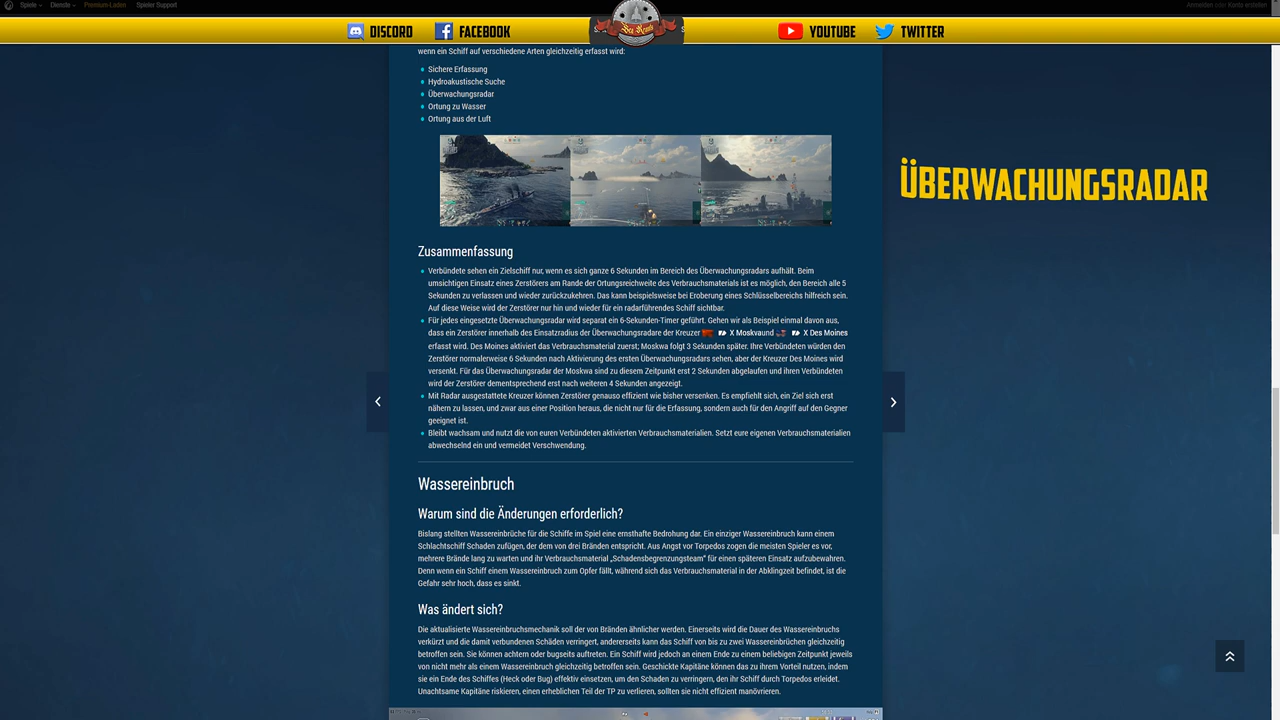 Spiele
Dienste
Premium-Laden
Spieler Support
Anmelden oder Konto erstellen
DISCORD
FACEBOOK
YOUTUBE
TWITTER
wenn ein Schiff auf verschiedene Arten gleichzeitig erfasst wird:
Sichere Erfassung
Hydroakustische Suche
Überwachungsradar
Ortung zu Wasser
Ortung aus der Luft
ÜBERWACHUNGSRADAR
Zusammenfassung
Verbündete sehen ein Zielschiff nur, wenn es sich ganze 6 Sekunden im Bereich des Überwachungsradars aufhält. Beim
umsichtigen Einsatz eines Zerstörers am Rande der Ortungsreichweite des Verbrauchsmaterials ist es möglich, den Bereich alle 5
Sekunden zu verlassen und wieder zurückzukehren. Das kann beispielsweise bei Eroberung eines Schlüsselbereichs hilfreich sein.
Auf diese Weise wird der Zerstörer nur hin und wieder für ein radarführendes Schiff sichtbar.
Für jedes eingesetzte Überwachungsradar wird separat ein 6-Sekunden-Timer geführt. Gehen wir als Beispiel einmal davon aus,
dass ein Zerstörer innerhalb des Einsatzradius der Überwachungsradare der Kreuzer X Moskvaund X Des Moines
erfasst wird. Des Moines aktiviert das Verbrauchsmaterial zuerst; Moskwa folgt 3 Sekunden später. Ihre Verbündeten würden den
Zerstörer normalerweise 6 Sekunden nach Aktivierung des ersten Überwachungsradars sehen, aber der Kreuzer Des Moines wird
versenkt. Für das Überwachungsradar der Moskwa sind zu diesem Zeitpunkt erst 2 Sekunden abgelaufen und ihren Verbündeten
wird der Zerstörer dementsprechend erst nach weiteren 4 Sekunden angezeigt.
Mit Radar ausgestattete Kreuzer können Zerstörer genauso effizient wie bisher versenken. Es empfiehlt sich, ein Ziel sich erst
nähern zu lassen, und zwar aus einer Position heraus, die nicht nur für die Erfassung, sondern auch für den Angriff auf den Gegner
geeignet ist.
Bleibt wachsam und nutzt die von euren Verbündeten aktivierten Verbrauchsmaterialien. Setzt eure eigenen Verbrauchsmaterialien
abwechselnd ein und vermeidet Verschwendung.
Wassereinbruch
Warum sind die Änderungen erforderlich?
Bislang stellten Wassereinbrüche für die Schiffe im Spiel eine ernsthafte Bedrohung dar. Ein einziger Wassereinbruch kann einem
Schlachtschiff Schaden zufügen, der dem von drei Bränden entspricht. Aus Angst vor Torpedos zogen die meisten Spieler es vor,
mehrere Brände lang zu warten und ihr Verbrauchsmaterial „Schadensbegrenzungsteam“ für einen späteren Einsatz aufzubewahren.
Denn wenn ein Schiff einem Wassereinbruch zum Opfer fällt, während sich das Verbrauchsmaterial in der Abklingzeit befindet, ist die
Gefahr sehr hoch, dass es sinkt.
Was ändert sich?
Die aktualisierte Wassereinbruchsmechanik soll der von Bränden ähnlicher werden. Einerseits wird die Dauer des Wassereinbruchs
verkürzt und die damit verbundenen Schäden verringert, andererseits kann das Schiff von bis zu zwei Wassereinbrüchen gleichzeitig
betroffen sein. Sie können achtern oder bugseits auftreten. Ein Schiff wird jedoch an einem Ende zu einem beliebigen Zeitpunkt jeweils
von nicht mehr als einem Wassereinbruch gleichzeitig betroffen sein. Geschickte Kapitäne können das zu ihrem Vorteil nutzen, indem
sie ein Ende des Schiffes (Heck oder Bug) effektiv einsetzen, um den Schaden zu verringern, den ihr Schiff durch Torpedos erleidet.
Unachtsame Kapitäne riskieren, einen erheblichen Teil der TP zu verlieren, sollten sie nicht effizient manövrieren.